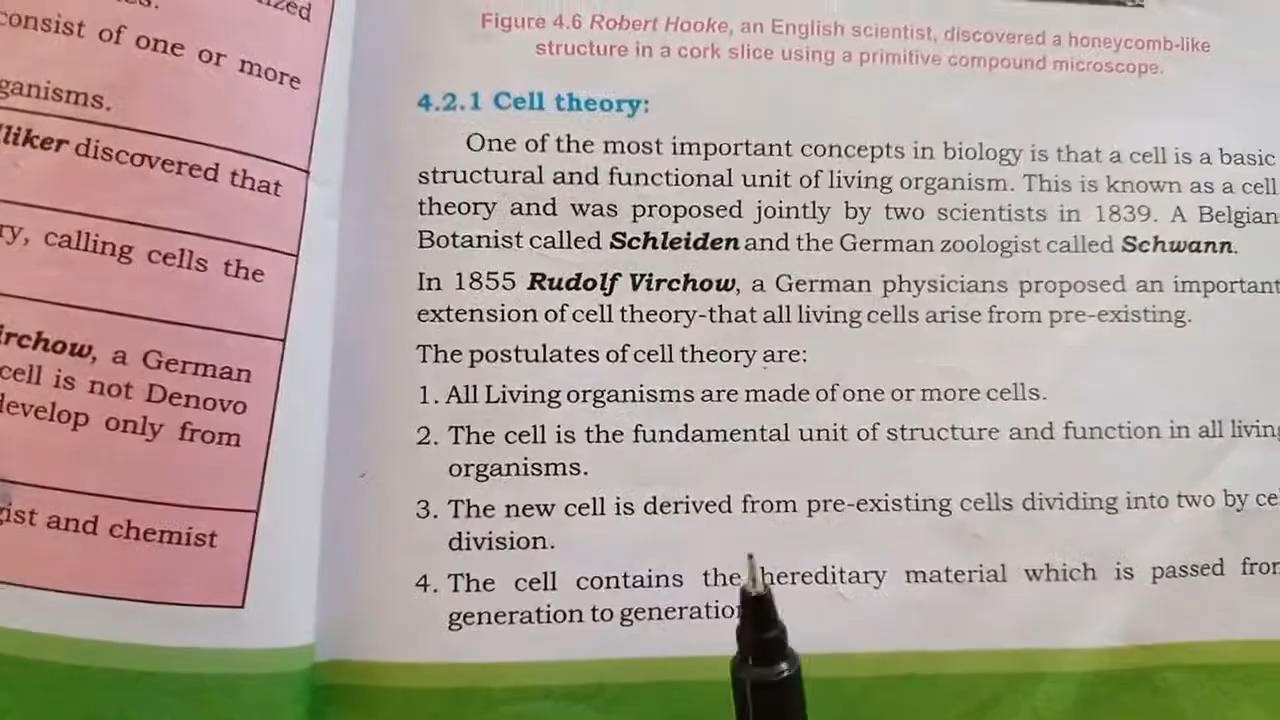 consist of one or more
ganisms.
lliker discovered that
ry, calling cells the
irchow, a German
cell is not Denovo
develop only from
gist and chemist
Figure 4.6 Robert Hooke, an English scientist, discovered a honeycomb-like
structure in a cork slice using a primitive compound microscope.
4.2.1 Cell theory:
One of the most important concepts in biology is that a cell is a basic
structural and functional unit of living organism. This is known as a cell
theory and was proposed jointly by two scientists in 1839. A Belgian
Botanist called Schleiden and the German zoologist called Schwann.
In 1855 Rudolf Virchow, a German physicians proposed an important
extension of cell theory-that all living cells arise from pre-existing.
The postulates of cell theory are:
1. All Living organisms are made of one or more cells.
2. The cell is the fundamental unit of structure and function in all living
organisms.
3. The new cell is derived from pre-existing cells dividing into two by ce
division.
4. The cell contains the hereditary material which is passed from
generation to generation